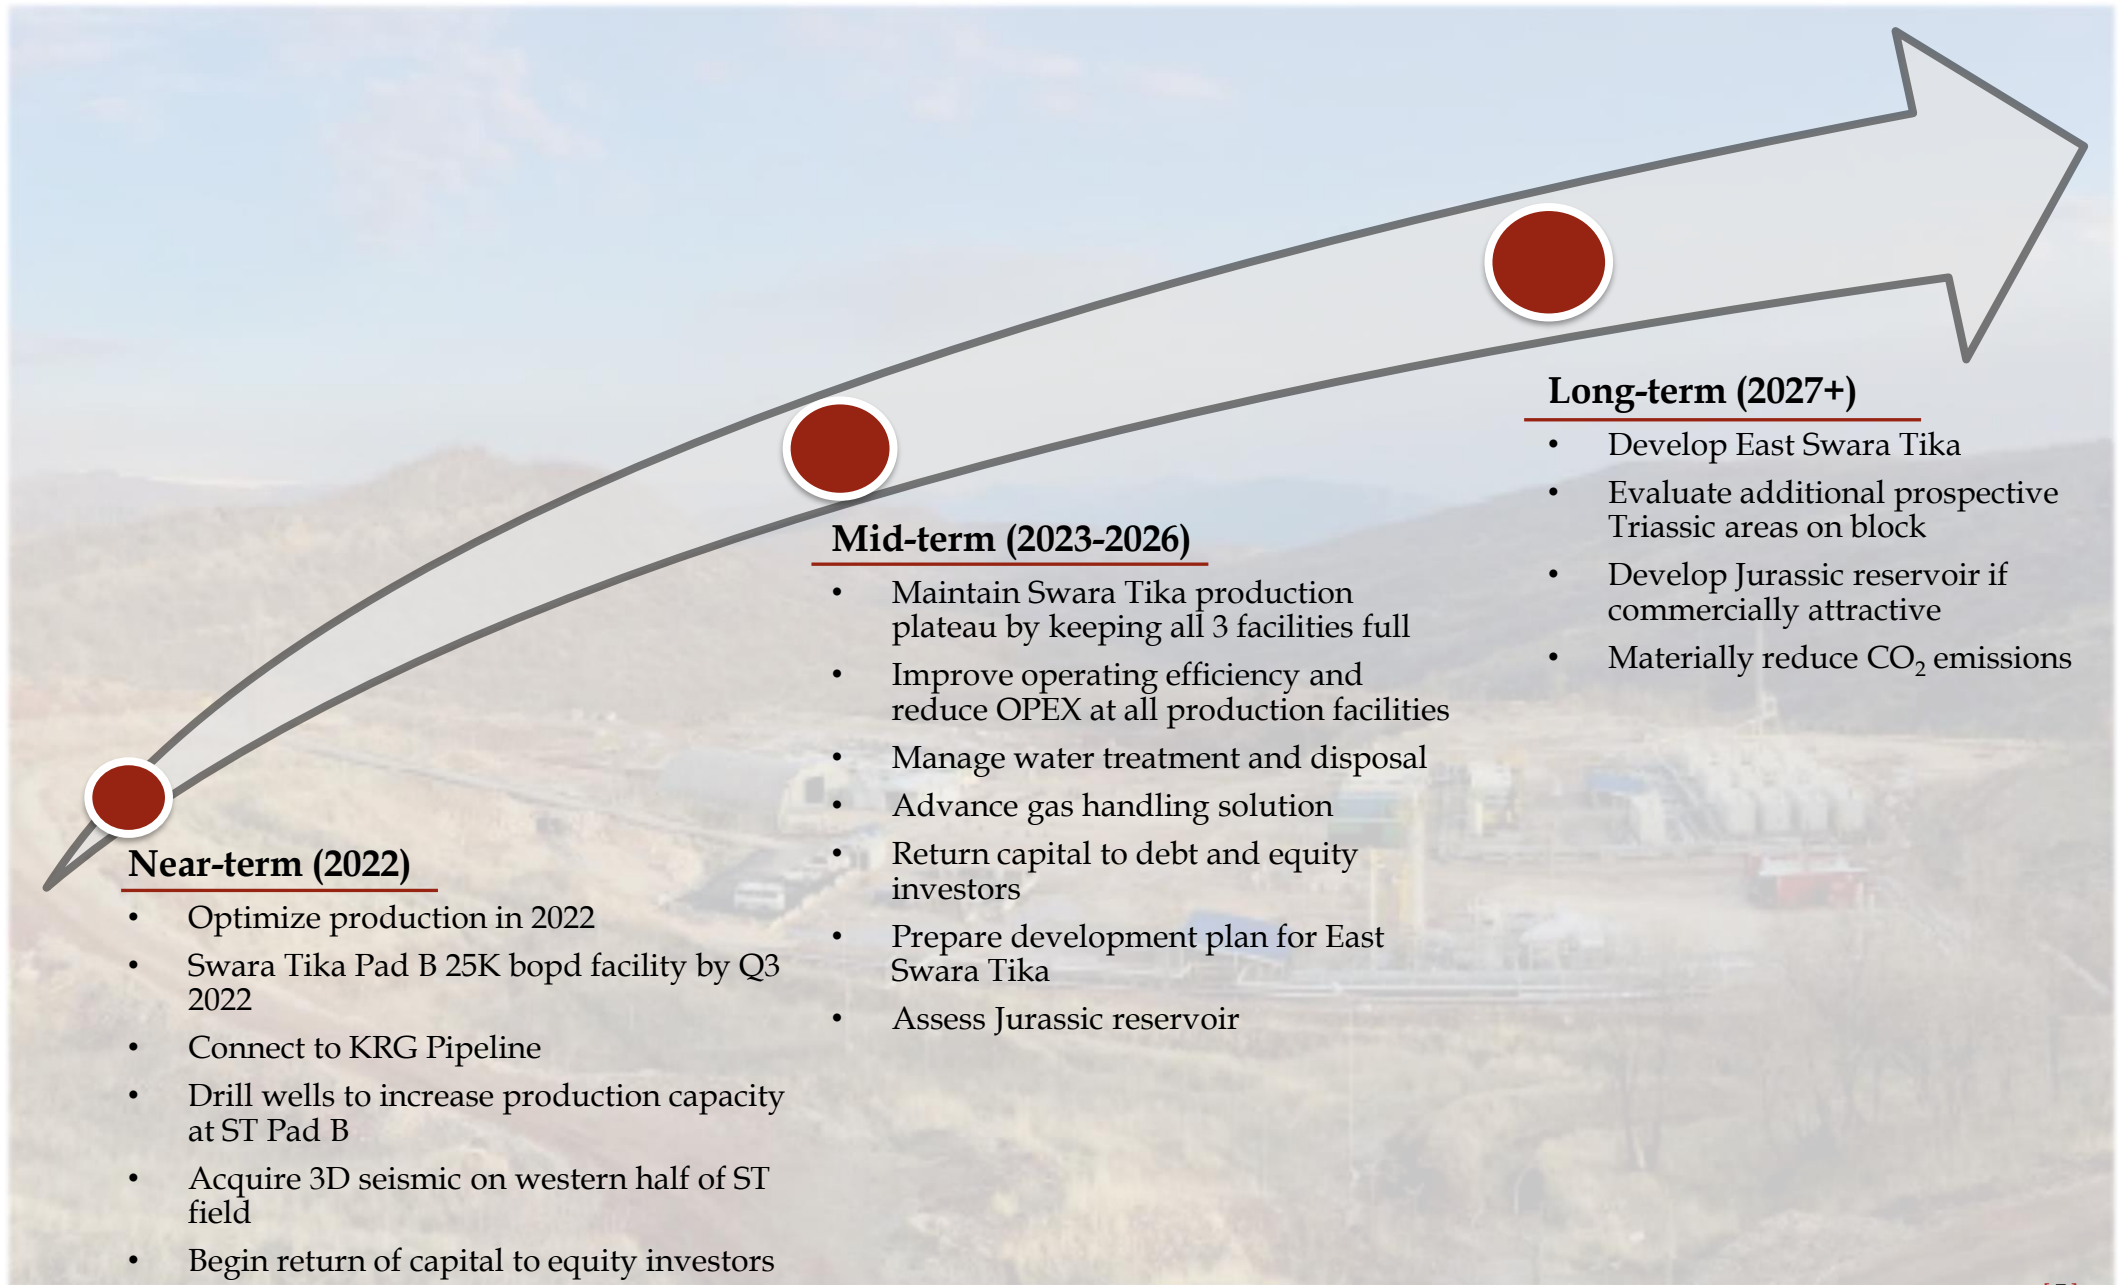 Long-term (2027+)
• Develop East Swara Tika
• Evaluate additional prospective
Triassic areas on block
• Develop Jurassic reservoir if
commercially attractive
• Materially reduce CO₂ emissions
Mid-term (2023-2026)
• Maintain Swara Tika production
plateau by keeping all 3 facilities full
• Improve operating efficiency and
reduce OPEX at all production facilities
• Manage water treatment and disposal
• Advance gas handling solution
• Return capital to debt and equity
investors
• Prepare development plan for East
Swara Tika
• Assess Jurassic reservoir
Near-term (2022)
• Optimize production in 2022
• Swara Tika Pad B 25K bopd facility by Q3
2022
• Connect to KRG Pipeline
• Drill wells to increase production capacity
at ST Pad B
• Acquire 3D seismic on western half of ST
field
• Begin return of capital to equity investors